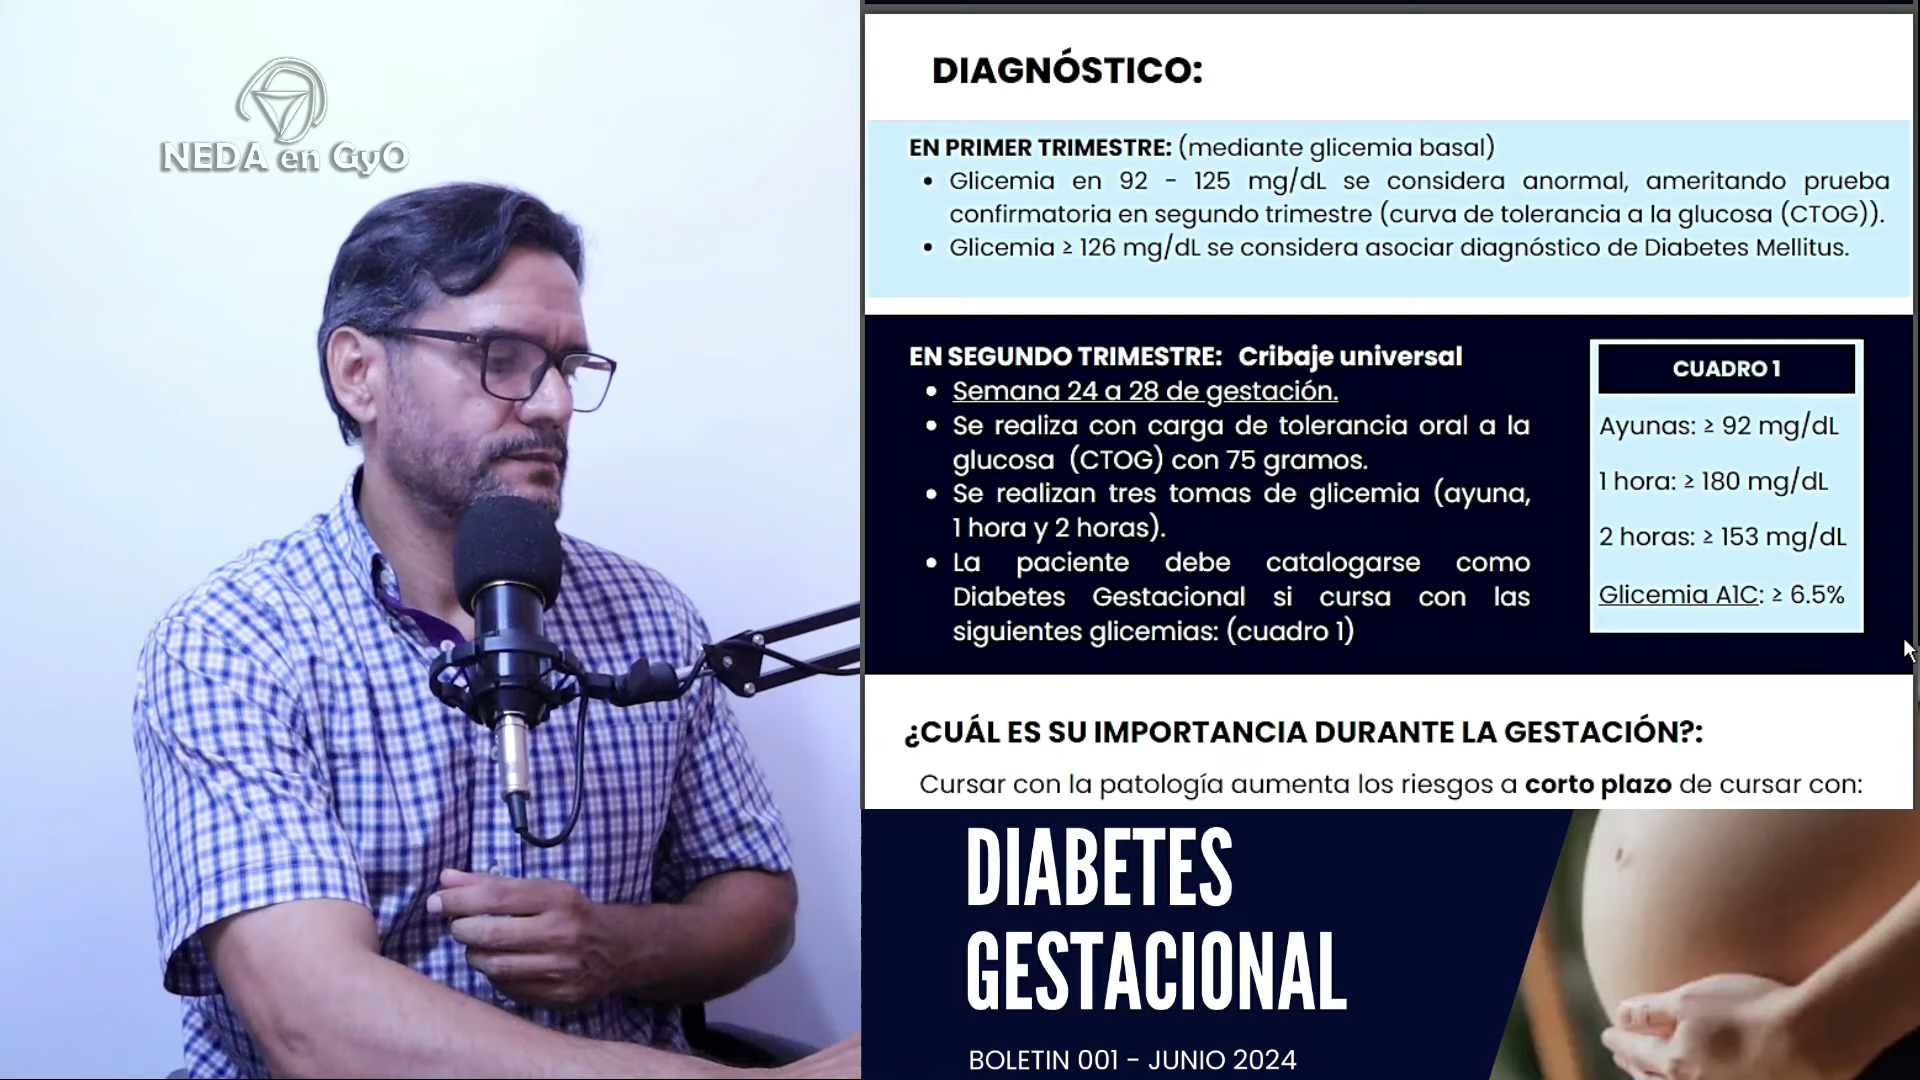 NEDA en GyO
DIAGNÓSTICO:
EN PRIMER TRIMESTRE: (mediante glicemia basal)
• Glicemia en 92 - 125 mg/dL se considera anormal, ameritando prueba
confirmatoria en segundo trimestre (curva de tolerancia a la glucosa (CTOG)).
• Glicemia ≥ 126 mg/dL se considera asociar diagnóstico de Diabetes Mellitus.
EN SEGUNDO TRIMESTRE: Cribaje universal
• Semana 24 a 28 de gestación.
• Se realiza con carga de tolerancia oral a la
glucosa (CTOG) con 75 gramos.
• Se realizan tres tomas de glicemia (ayuna,
1 hora y 2 horas).
• La paciente debe catalogarse como
Diabetes Gestacional si cursa con las
siguientes glicemias: (cuadro 1)
CUADRO 1
Ayunas: ≥ 92 mg/dL
1 hora: ≥ 180 mg/dL
2 horas: ≥ 153 mg/dL
Glicemia A1C: ≥ 6.5%
¿CUÁL ES SU IMPORTANCIA DURANTE LA GESTACIÓN?:
Cursar con la patología aumenta los riesgos a corto plazo de cursar con:
DIABETES
GESTACIONAL
BOLETIN 001 - JUNIO 2024